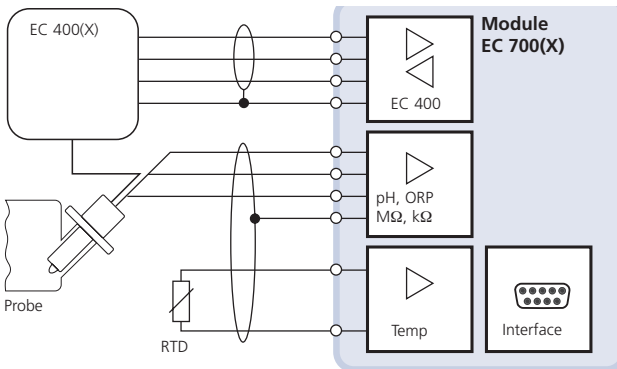 EC 400(X)
Module
EC 700(X)
EC 400
pH, ORP
MΩ, kΩ
Probe
RTD
Temp
Interface